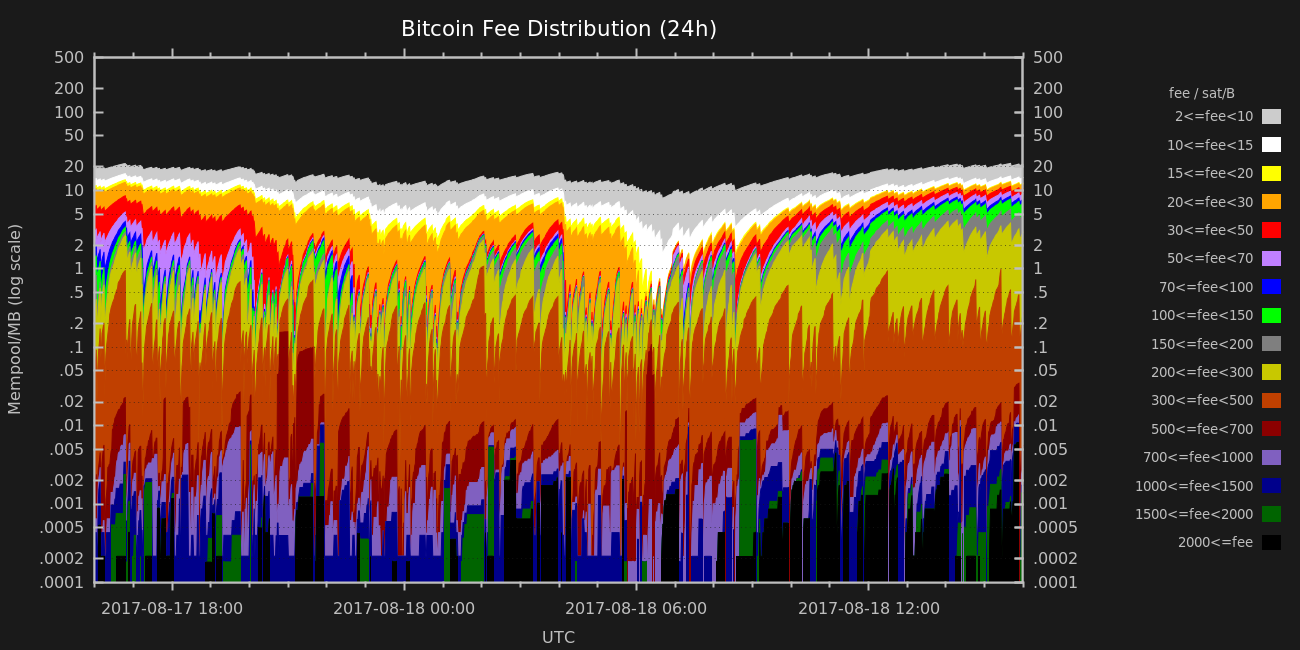 Bitcoin Fee Distribution (24h)
500
200
100
50
20
10
5
2
1
.5
.2
.1
.05
.02
.01
.005
.002
.001
.0005
.0002
.0001
Mempool/MB (log scale)
500
200
100
50
20
10
5
2
1
.5
.2
.1
.05
.02
.01
.005
.002
.001
.0005
.0002
.0001
2017-08-17 18:00
2017-08-18 00:00
2017-08-18 06:00
2017-08-18 12:00
UTC
fee / sat/B
2<=fee<10
10<=fee<15
15<=fee<20
20<=fee<30
30<=fee<50
50<=fee<70
70<=fee<100
100<=fee<150
150<=fee<200
200<=fee<300
300<=fee<500
500<=fee<700
700<=fee<1000
1000<=fee<1500
1500<=fee<2000
2000<=fee